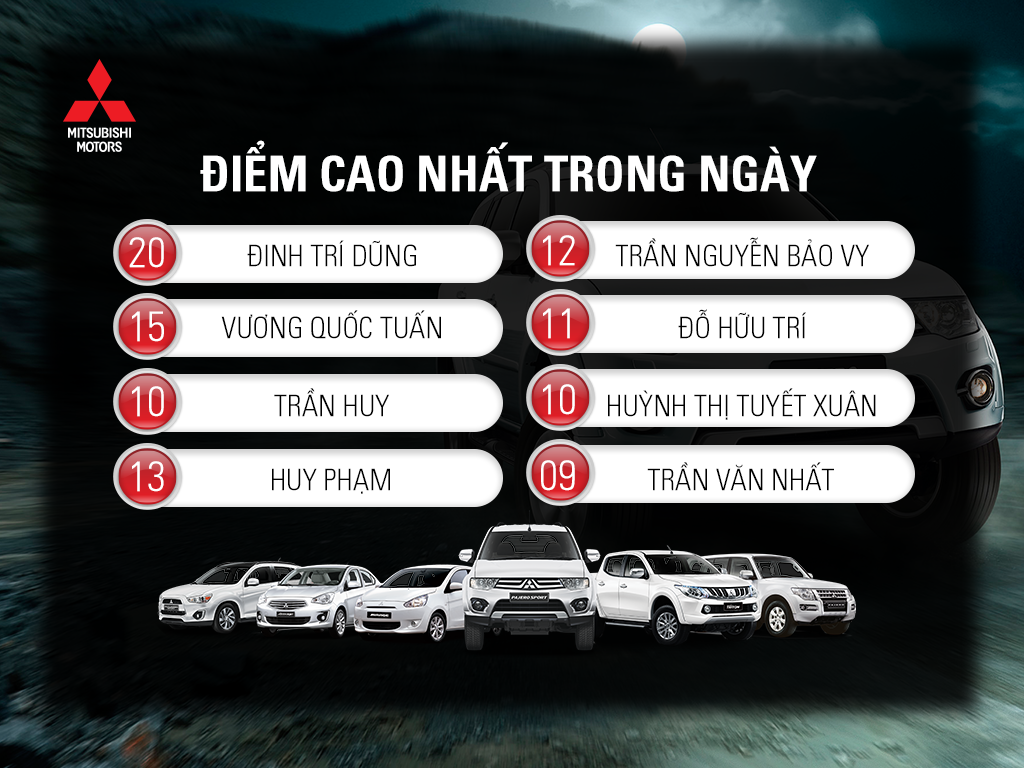 MITSUBISHI
MOTORS
ĐIỂM CAO NHẤT TRONG NGÀY
20 ĐINH TRÍ DŨNG
15 VƯƠNG QUỐC TUẤN
10 TRẦN HUY
13 HUY PHẠM
12 TRẦN NGUYỄN BẢO VY
11 ĐỖ HỮU TRÍ
10 HUỲNH THỊ TUYẾT XUÂN
09 TRẦN VĂN NHẤT
PAJERO SPORT